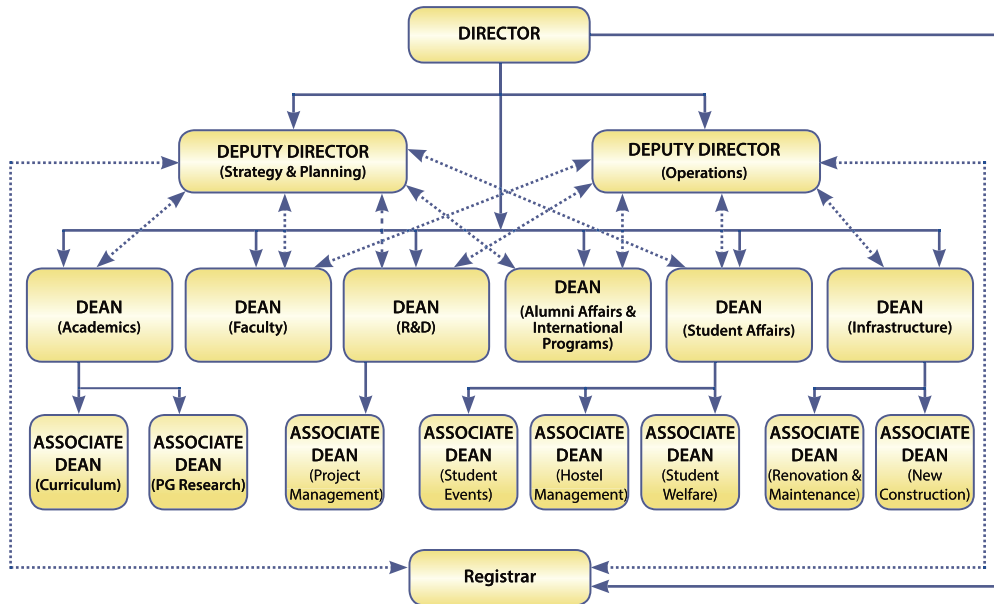 DIRECTOR
DEPUTY DIRECTOR
(Strategy & Planning)
DEPUTY DIRECTOR
(Operations)
DEAN
(Academics)
DEAN
(Faculty)
DEAN
(R&D)
DEAN
(Alumni Affairs &
International
Programs)
DEAN
(Student Affairs)
DEAN
(Infrastructure)
ASSOCIATE
DEAN
(Curriculum)
ASSOCIATE
DEAN
(PG Research)
ASSOCIATE
DEAN
(Project
Management)
ASSOCIATE
DEAN
(Student
Events)
ASSOCIATE
DEAN
(Hostel
Management)
ASSOCIATE
DEAN
(Student
Welfare)
ASSOCIATE
DEAN
(Renovation &
Maintenance)
ASSOCIATE
DEAN
(New
Construction)
Registrar